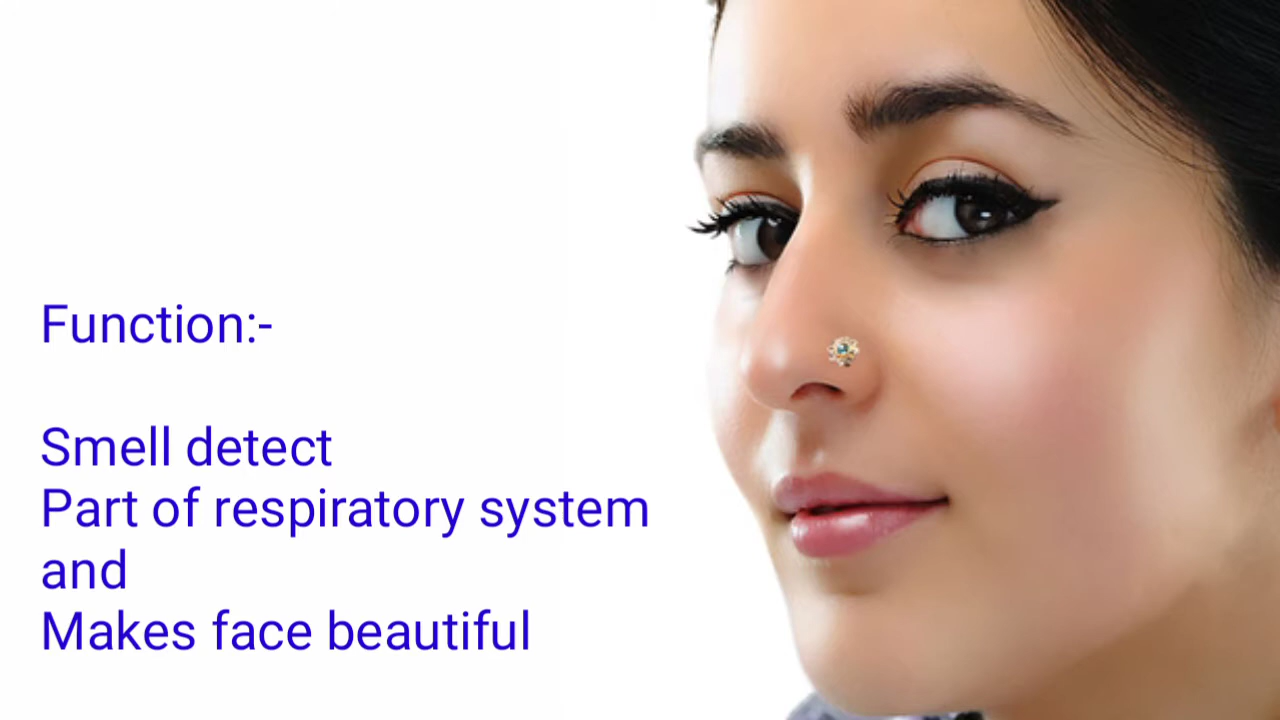 Function:-
Smell detect
Part of respiratory system
and
Makes face beautiful